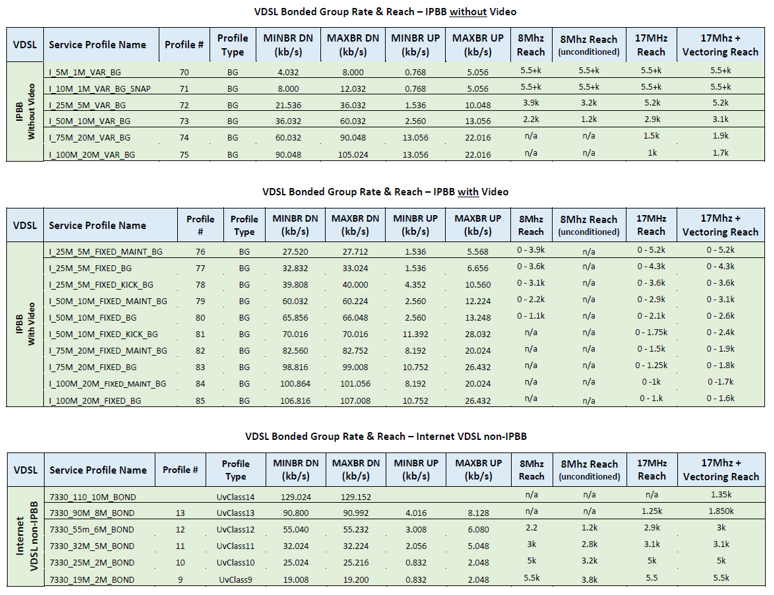 VDSL Bonded Group Rate & Reach – IPBB without Video
VDSL Service Profile Name Profile # Profile Type MINBR DN (kb/s) MAXBR DN (kb/s) MINBR UP (kb/s) MAXBR UP (kb/s) 8Mhz Reach 8Mhz Reach (unconditioned) 17MHz Reach 17Mhz + Vectoring Reach
IPBB Without Video
I_5M_1M_VAR_BG 70 BG 4.032 8.000 0.768 5.056 5.5+k 5.5+k 5.5+k 5.5+k
I_10M_1M_VAR_BG_SNAP 71 BG 8.000 12.032 0.768 5.056 5.5+k 5.5+k 5.5+k 5.5+k
I_25M_5M_VAR_BG 72 BG 21.536 36.032 1.536 10.048 3.9k 3.2k 5.2k 5.2k
I_50M_10M_VAR_BG 73 BG 36.032 60.032 2.560 13.056 2.2k 1.2k 2.9k 3.1k
I_75M_20M_VAR_BG 74 BG 60.032 90.048 13.056 22.016 n/a n/a 1.5k 1.9k
I_100M_20M_VAR_BG 75 BG 90.048 105.024 13.056 22.016 n/a n/a 1k 1.7k
VDSL Bonded Group Rate & Reach – IPBB with Video
VDSL Service Profile Name Profile # Profile Type MINBR DN (kb/s) MAXBR DN (kb/s) MINBR UP (kb/s) MAXBR UP (kb/s) 8Mhz Reach 8Mhz Reach (unconditioned) 17MHz Reach 17Mhz + Vectoring Reach
IPBB With Video
I_25M_5M_FIXED_MAINT_BG 76 BG 27.520 27.712 1.536 5.568 0 - 3.9k n/a 0 - 5.2k 0 - 5.2k
I_25M_5M_FIXED_BG 77 BG 32.832 33.024 1.536 6.656 0 - 3.6k n/a 0 - 4.3k 0 - 4.3k
I_25M_5M_FIXED_KICK_BG 78 BG 39.808 40.000 4.352 10.560 0 - 3.1k n/a 0 - 3.6k 0 - 3.6k
I_50M_10M_FIXED_MAINT_BG 79 BG 60.032 60.224 2.560 12.224 0 - 2.2k n/a 0 - 2.9k 0 - 3.1k
I_50M_10M_FIXED_BG 80 BG 65.856 66.048 2.560 13.248 0 - 1.1k n/a 0 - 2.1k 0 - 2.6k
I_50M_10M_FIXED_KICK_BG 81 BG 70.016 70.016 11.392 28.032 n/a n/a 0 - 1.75k 0 - 2.4k
I_75M_20M_FIXED_MAINT_BG 82 BG 82.560 82.752 8.192 20.024 n/a n/a 0 - 1.5k 0 - 1.9k
I_75M_20M_FIXED_BG 83 BG 98.816 99.008 10.752 26.432 n/a n/a 0 - 1.25k 0 - 1.8k
I_100M_20M_FIXED_MAINT_BG 84 BG 100.864 101.056 8.192 20.024 n/a n/a 0 -1k 0 -1.7k
I_100M_20M_FIXED_BG 85 BG 106.816 107.008 10.752 26.432 n/a n/a 0 - 1.k 0 - 1.6k
VDSL Bonded Group Rate & Reach – Internet VDSL non-IPBB
VDSL Service Profile Name Profile # Profile Type MINBR DN (kb/s) MAXBR DN (kb/s) MINBR UP (kb/s) MAXBR UP (kb/s) 8Mhz Reach 8Mhz Reach (unconditioned) 17MHz Reach 17Mhz + Vectoring Reach
Internet VDSL non-IPBB
7330_110_10M_BOND UvClass14 129.024 129.152 n/a n/a n/a 1.35k
7330_90M_8M_BOND 13 UvClass13 90.800 90.992 4.016 8.128 n/a n/a 1.25k 1.850k
7330_55m_6M_BOND 12 UvClass12 55.040 55.232 3.008 6.080 2.2 1.2k 2.9k 3k
7330_32M_5M_BOND 11 UvClass11 32.024 32.224 2.056 5.048 3k 2.8k 3.1k 3.1k
7330_25M_2M_BOND 10 UvClass10 25.024 25.216 0.832 2.048 5k 3.2k 5k 5k
7330_19M_2M_BOND 9 UvClass9 19.008 19.200 0.832 2.048 5.5k 3.8k 5.5 5.5k